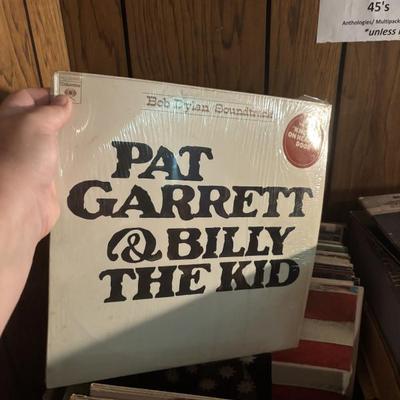 45's
Anthologies/ Multipack
*unless
Bob Dylan Soundtrack
PAT
GARRETT
& BILLY
THE KID